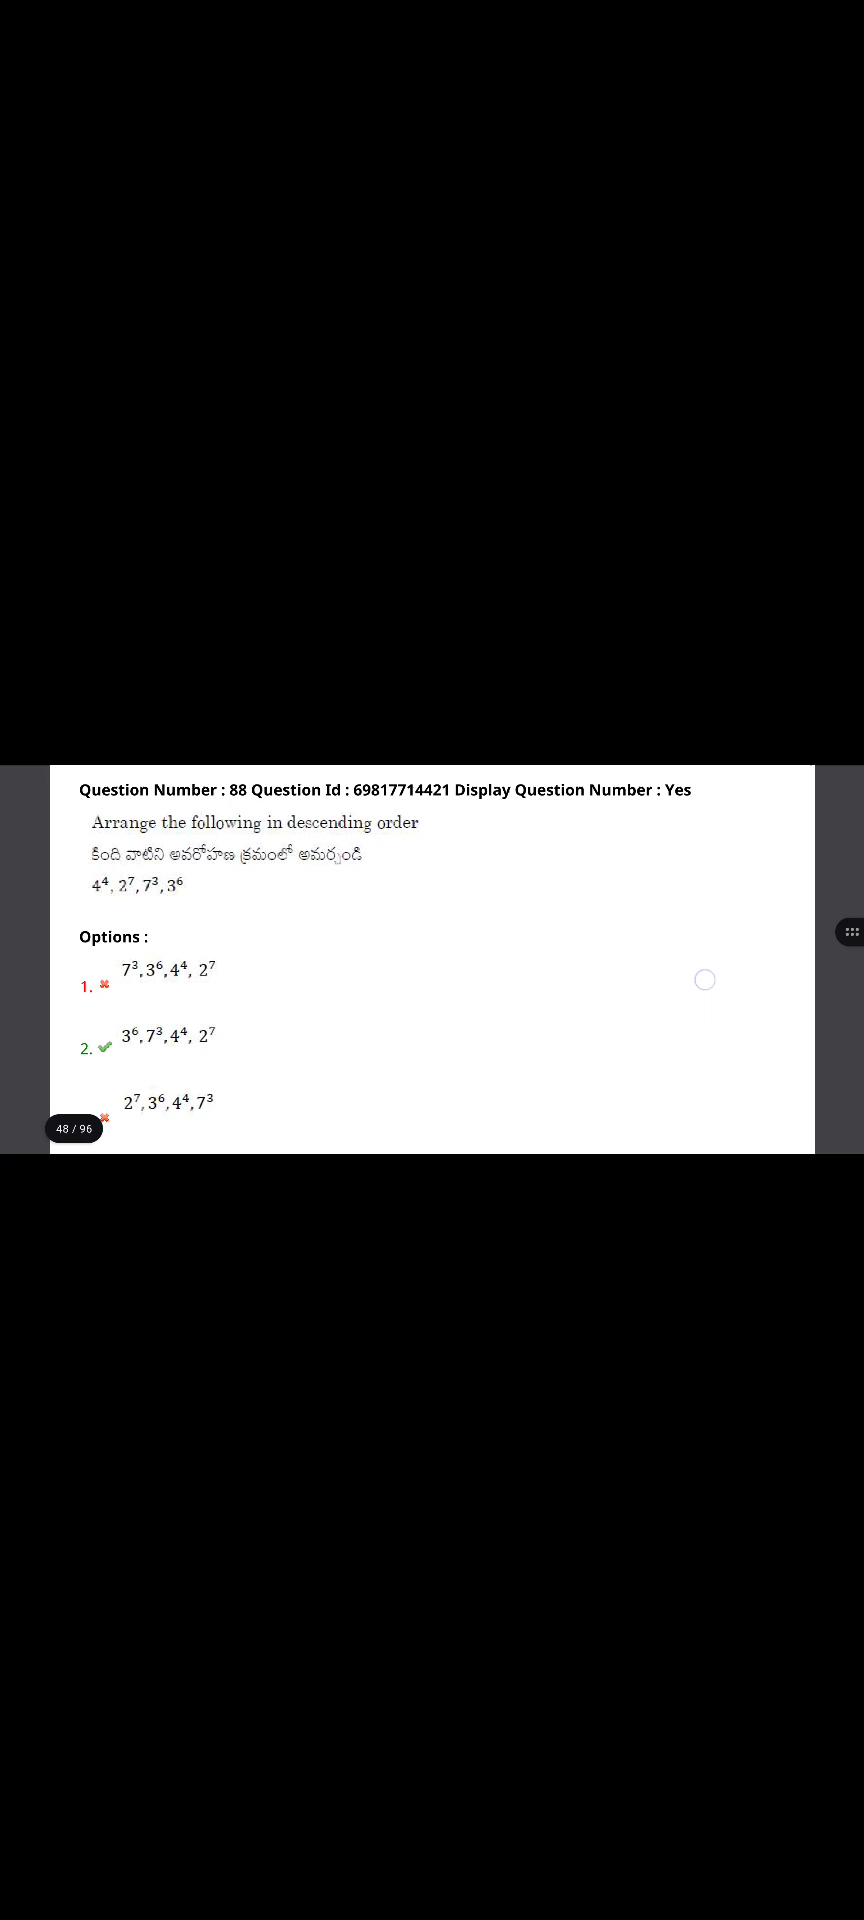 Question Number : 88 Question Id : 69817714421 Display Question Number : Yes
Arrange the following in descending order
కింది వాటిని అవరోహణ క్రమంలో అమర్చండి
4⁴, 2⁷, 7³, 3⁶
Options :
7³, 3⁶, 4⁴, 2⁷
1.
3⁶, 7³, 4⁴, 2⁷
2.
2⁷, 3⁶, 4⁴, 7³
48 / 96